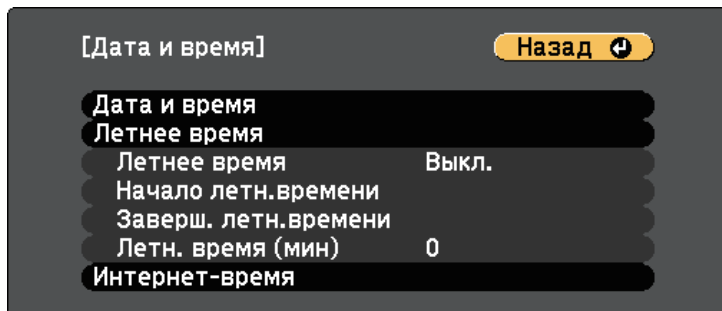 [Дата и время]
Назад
Дата и время
Летнее время
Летнее время Выкл.
Начало летн.времени
Заверш. летн.времени
Летн. время (мин) 0
Интернет-время